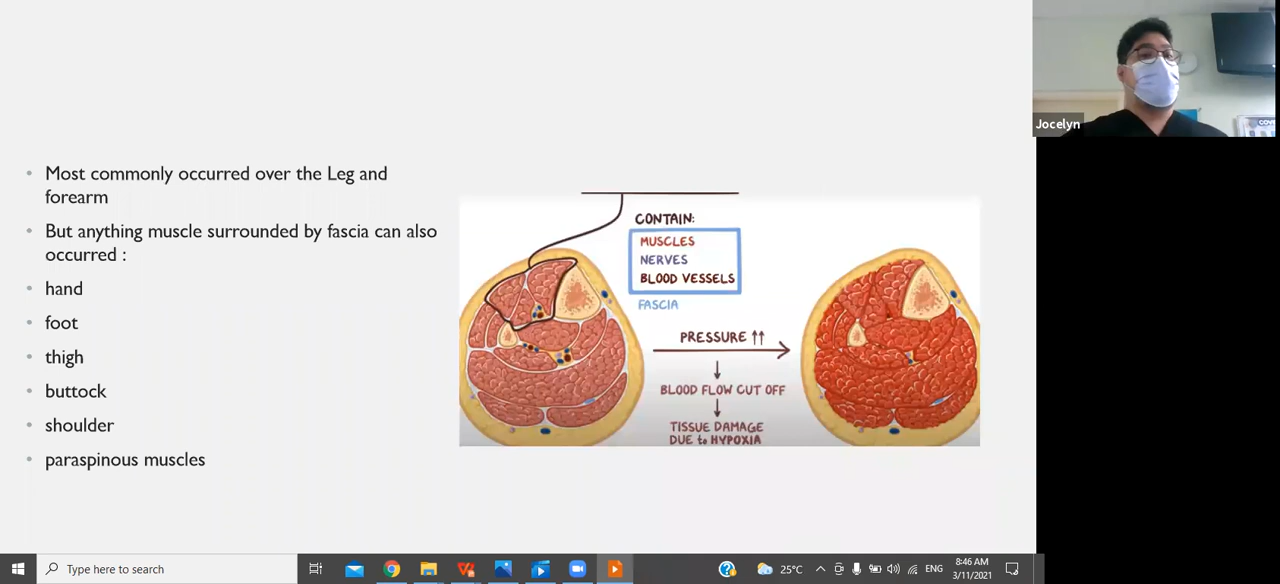 Most commonly occurred over the Leg and
forearm
But anything muscle surrounded by fascia can also
occurred :
hand
foot
thigh
buttock
shoulder
paraspinous muscles
CONTAIN:
MUSCLES
NERVES
BLOOD VESSELS
FASCIA
PRESSURE ↑↑
BLOOD FLOW CUT OFF
TISSUE DAMAGE
DUE to HYPOXIA
Jocelyn
Type here to search
25°C
ENG
8:46 AM
3/11/2021